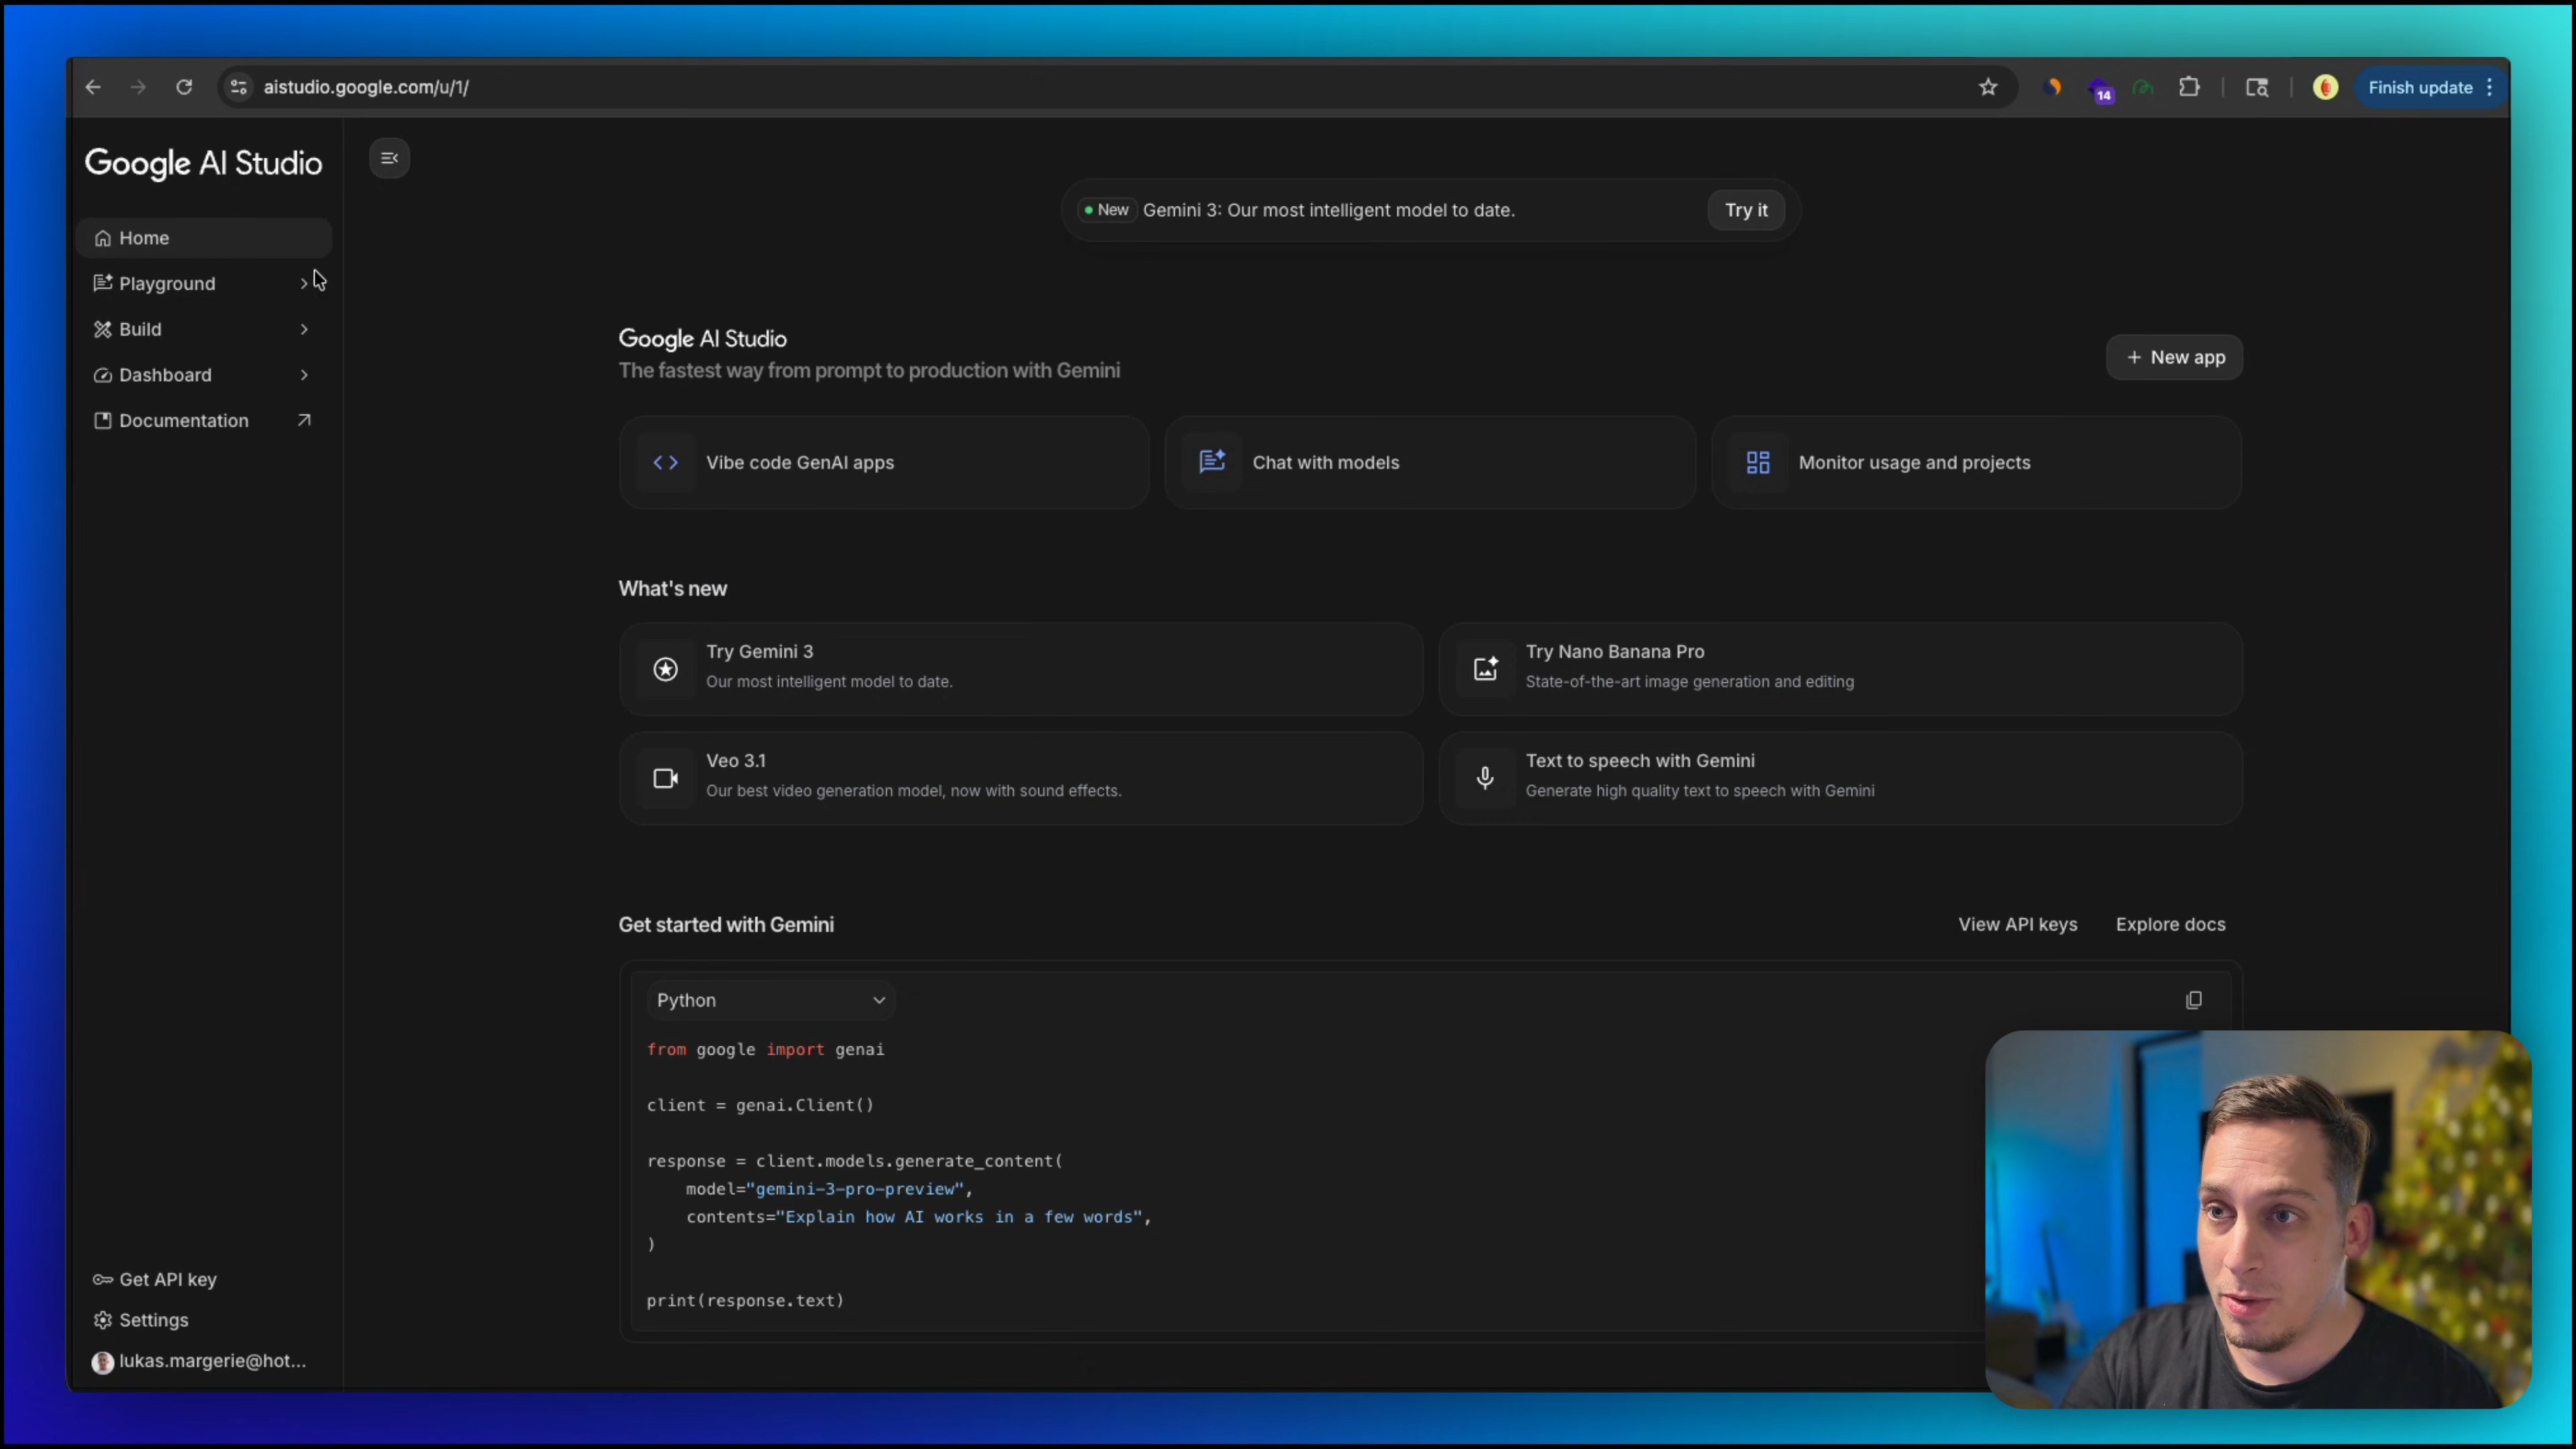 aistudio.google.com/u/1/
14
Finish update
Google AI Studio
Home
Playground
Build
Dashboard
Documentation
Get API key
Settings
lukas.margerie@hot...
New Gemini 3: Our most intelligent model to date.
Try it
Google AI Studio
The fastest way from prompt to production with Gemini
+ New app
Vibe code GenAI apps
Chat with models
Monitor usage and projects
What's new
Try Gemini 3
Our most intelligent model to date.
Try Nano Banana Pro
State-of-the-art image generation and editing
Veo 3.1
Our best video generation model, now with sound effects.
Text to speech with Gemini
Generate high quality text to speech with Gemini
Get started with Gemini
View API keys
Explore docs
Python
from google import genai
client = genai.Client()
response = client.models.generate_content(
    model="gemini-3-pro-preview",
    contents="Explain how AI works in a few words",
)
print(response.text)